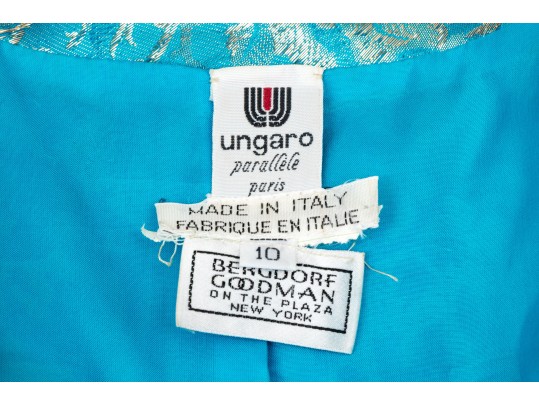 ungaro
parallèle
paris
MADE IN ITALY
FABRIQUE EN ITALIE
10
BERGDORF
GOODMAN
ON THE PLAZA
NEW YORK